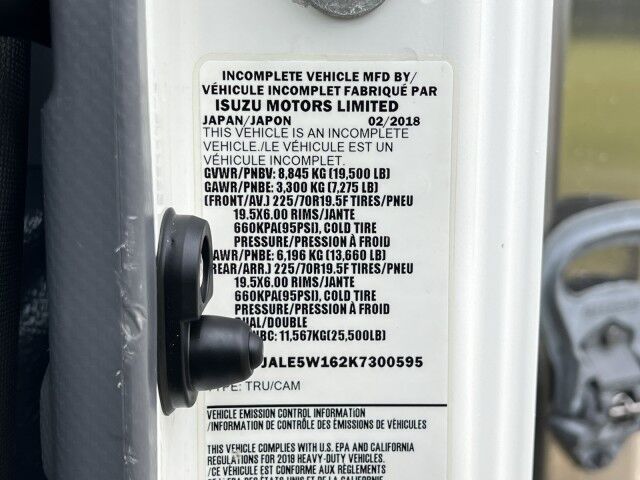 INCOMPLETE VEHICLE MFD BY/
VÉHICULE INCOMPLET FABRIQUÉ PAR
ISUZU MOTORS LIMITED
JAPAN/JAPON 02/2018
THIS VEHICLE IS AN INCOMPLETE
VEHICLE./LE VÉHICULE EST UN
VÉHICULE INCOMPLET.
GVWR/PNBV: 8,845 KG (19,500 LB)
GAWR/PNBE: 3,300 KG (7,275 LB)
(FRONT/AV.) 225/70R19.5F TIRES/PNEU
19.5X6.00 RIMS/JANTE
660KPA(95PSI), COLD TIRE
PRESSURE/PRESSION À FROID
AWR/PNBE: 6,196 KG (13,660 LB)
REAR/ARR.) 225/70R19.5F TIRES/PNEU
19.5X6.00 RIMS/JANTE
660KPA(95PSI), COLD TIRE
PRESSURE/PRESSION À FROID
DUAL/DOUBLE
BC: 11,567KG(25,500LB)
JALE5W162K7300595
TYPE: TRU/CAM
VEHICLE EMISSION CONTROL INFORMATION
/INFORMATION DE CONTRÔLE DES ÉMISSIONS DE VÉHICULES
THIS VEHICLE COMPLIES WITH U.S. EPA AND CALIFORNIA
REGULATIONS FOR 2018 HEAVY-DUTY VEHICLES.
/CE VÉHICULE EST CONFORME AUX RÈGLEMENTS